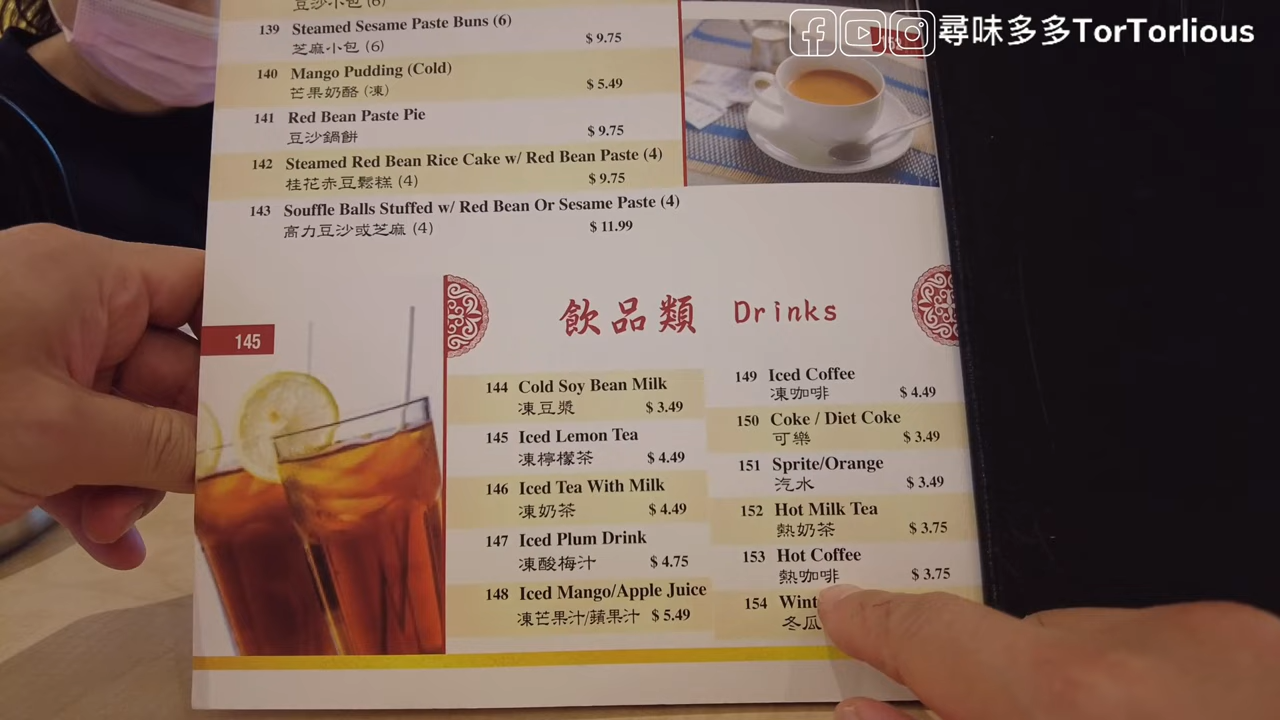 尋味多多TorTorlious
豆沙小包 (6)
139 Steamed Sesame Paste Buns (6)
芝麻小包 (6) $ 9.75
140 Mango Pudding (Cold)
芒果奶酪 (凍) $ 5.49
141 Red Bean Paste Pie
豆沙鍋餅 $ 9.75
142 Steamed Red Bean Rice Cake w/ Red Bean Paste (4)
桂花赤豆鬆糕 (4) $ 9.75
143 Souffle Balls Stuffed w/ Red Bean Or Sesame Paste (4)
高力豆沙或芝麻 (4) $ 11.99
飲品類 Drinks
145
144 Cold Soy Bean Milk
凍豆漿 $ 3.49
145 Iced Lemon Tea
凍檸檬茶 $ 4.49
146 Iced Tea With Milk
凍奶茶 $ 4.49
147 Iced Plum Drink
凍酸梅汁 $ 4.75
148 Iced Mango/Apple Juice
凍芒果汁/蘋果汁 $ 5.49
149 Iced Coffee
凍咖啡 $ 4.49
150 Coke / Diet Coke
可樂 $ 3.49
151 Sprite/Orange
汽水 $ 3.49
152 Hot Milk Tea
熱奶茶 $ 3.75
153 Hot Coffee
熱咖啡 $ 3.75
154
冬瓜